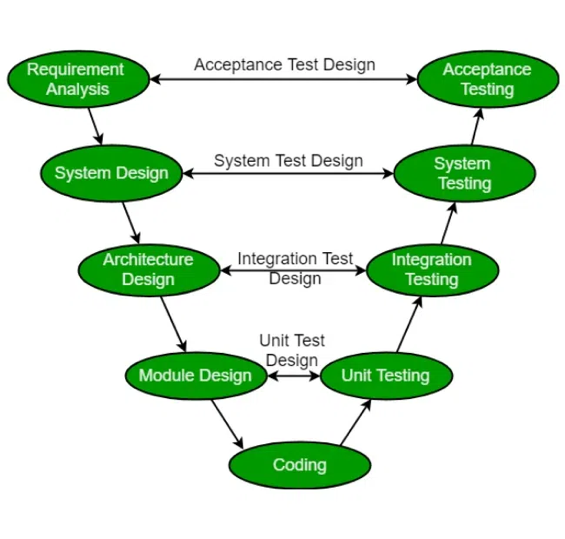 Requirement
Analysis
Acceptance Test Design
Acceptance
Testing
System Design
System Test Design
System
Testing
Architecture
Design
Integration Test
Design
Integration
Testing
Module Design
Unit Test
Design
Unit Testing
Coding